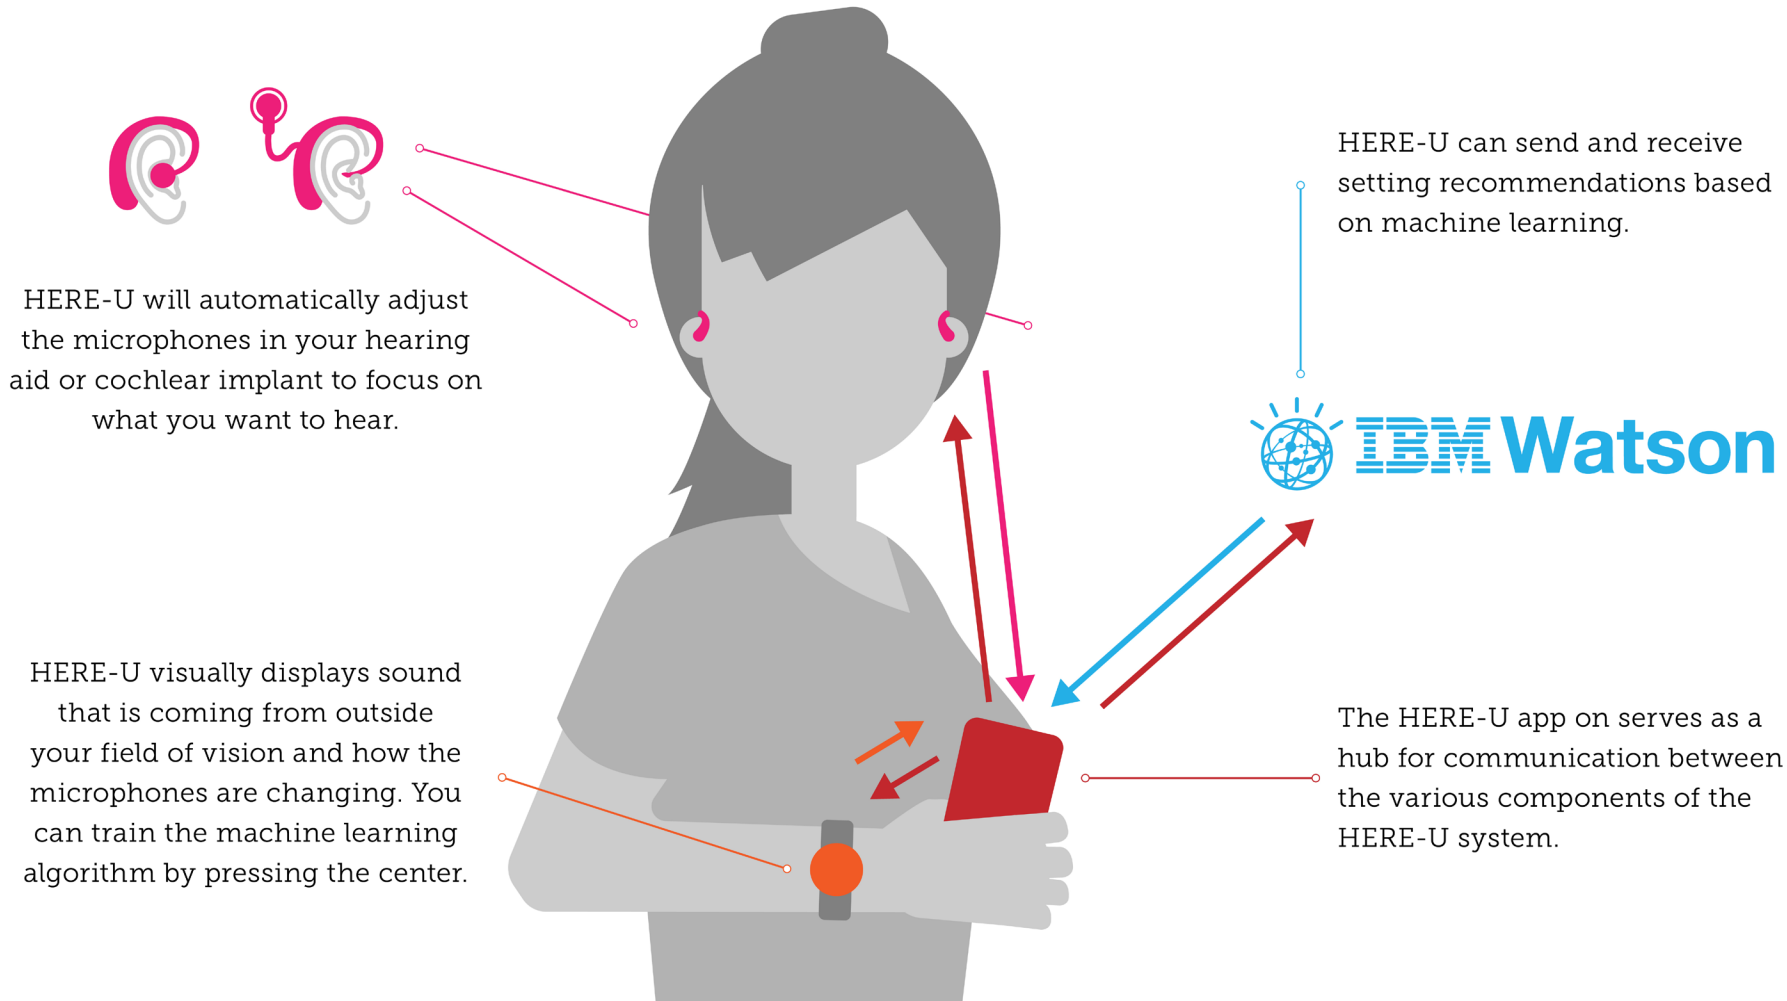 HERE-U will automatically adjust
the microphones in your hearing
aid or cochlear implant to focus on
what you want to hear.
HERE-U visually displays sound
that is coming from outside
your field of vision and how the
microphones are changing. You
can train the machine learning
algorithm by pressing the center.
HERE-U can send and receive
setting recommendations based
on machine learning.
IBM Watson
The HERE-U app on serves as a
hub for communication between
the various components of the
HERE-U system.